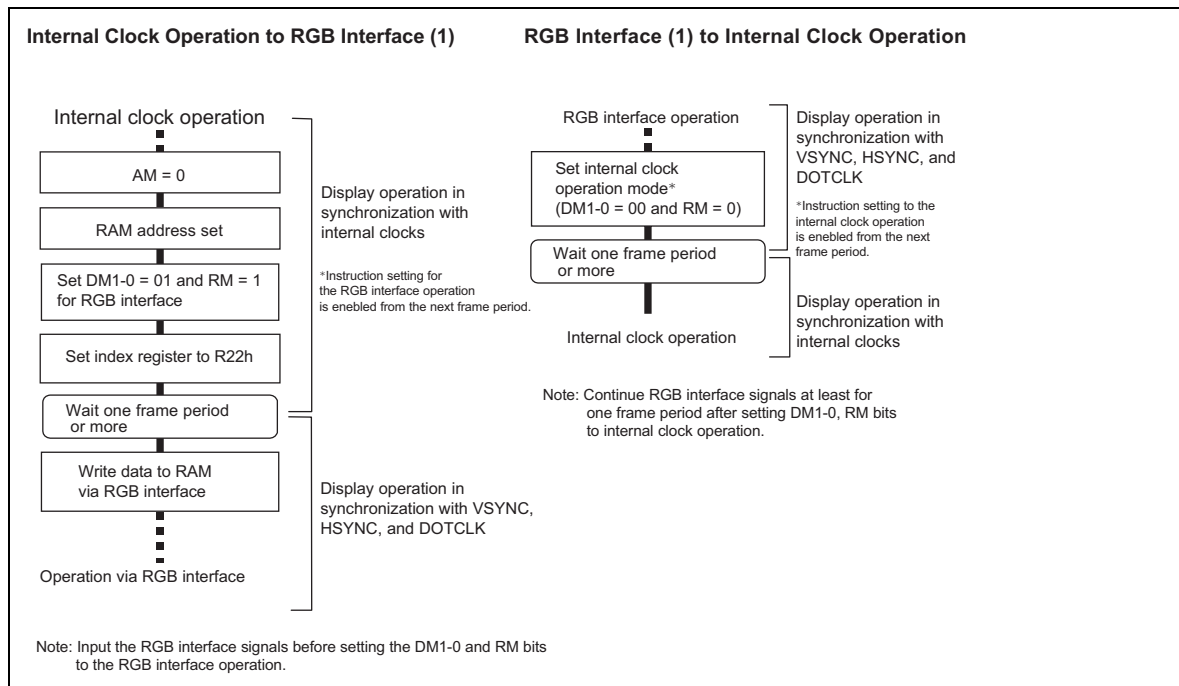 Internal Clock Operation to RGB Interface (1)
Internal clock operation
AM = 0
RAM address set
Set DM1-0 = 01 and RM = 1
for RGB interface
Set index register to R22h
Wait one frame period
or more
Write data to RAM
via RGB interface
Operation via RGB interface
Display operation in
synchronization with
internal clocks
*Instruction setting for
the RGB interface operation
is enabled from the next frame period.
Display operation in
synchronization with VSYNC,
HSYNC, and DOTCLK
Note: Input the RGB interface signals before setting the DM1-0 and RM bits
to the RGB interface operation.
RGB Interface (1) to Internal Clock Operation
RGB interface operation
Set internal clock
operation mode*
(DM1-0 = 00 and RM = 0)
Wait one frame period
or more
Internal clock operation
Display operation in
synchronization with
VSYNC, HSYNC, and
DOTCLK
*Instruction setting to the
internal clock operation
is enabled from the next
frame period.
Display operation in
synchronization with
internal clocks
Note: Continue RGB interface signals at least for
one frame period after setting DM1-0, RM bits
to internal clock operation.